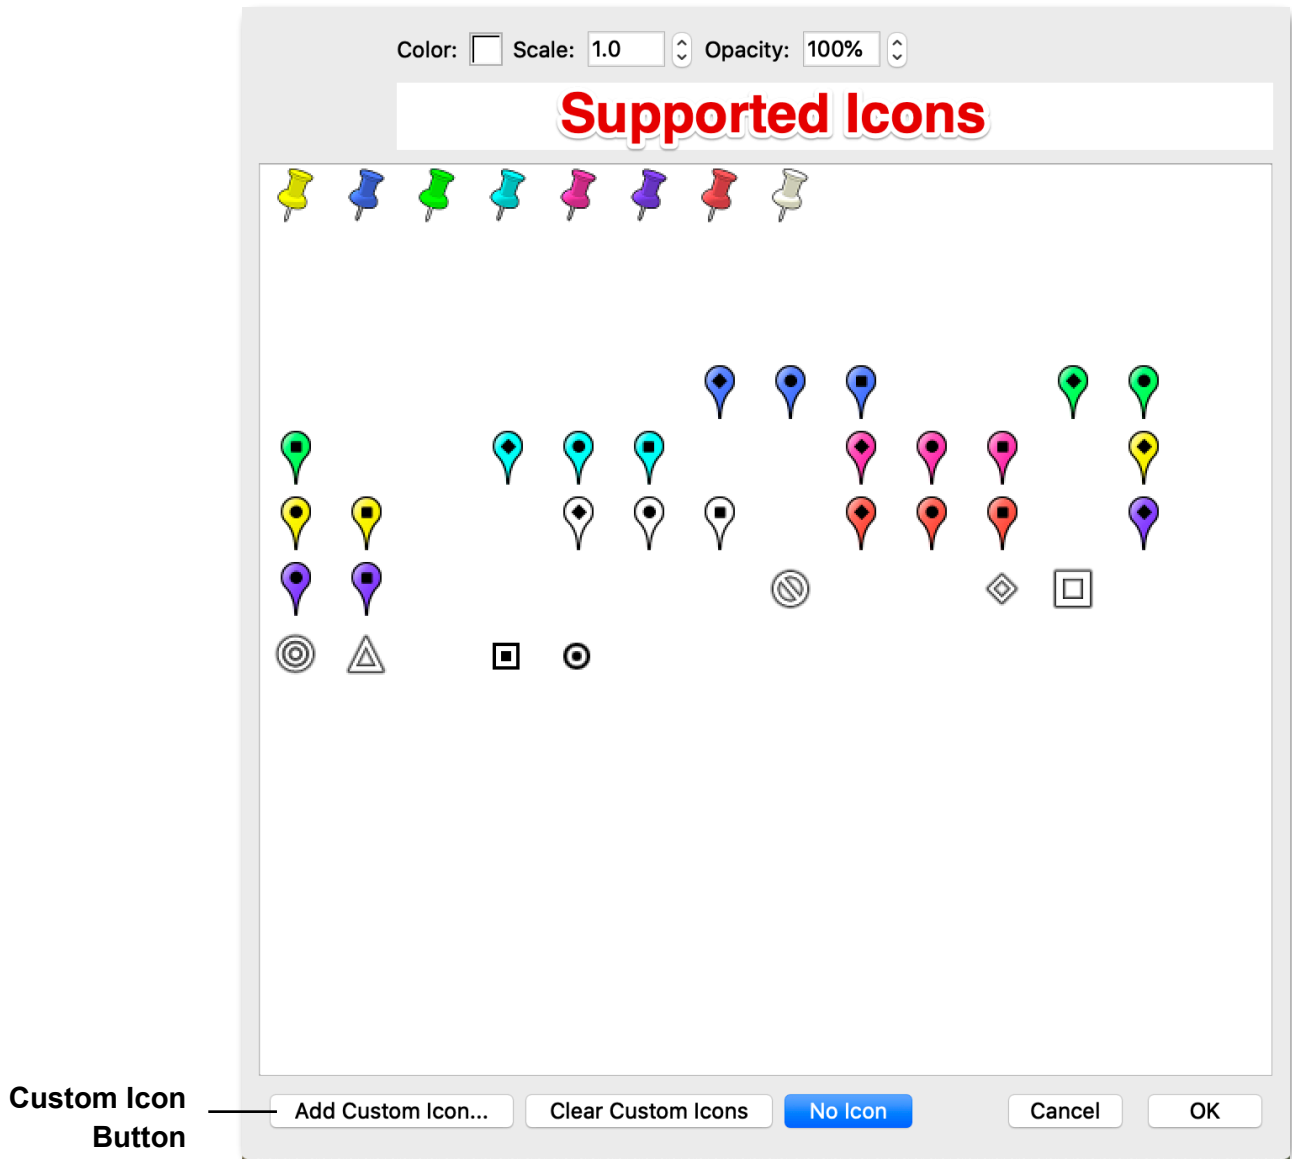 Color: Scale: 1.0 Opacity: 100%
Supported Icons
Custom Icon
Button
Add Custom Icon... Clear Custom Icons No Icon Cancel OK